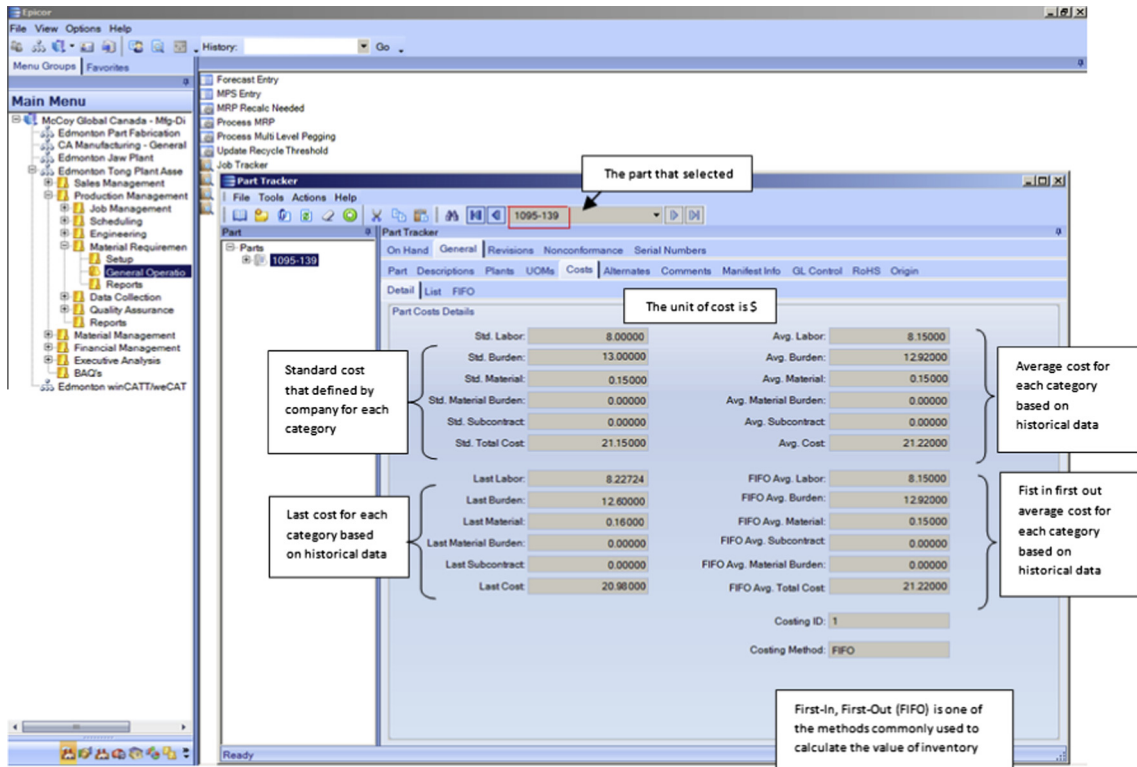 Epicor
File View Options Help
History: Go
Menu Groups Favorites
Main Menu
McCoy Global Canada - Mfg-Di
Edmonton Part Fabrication
CA Manufacturing - General
Edmonton Jaw Plant
Edmonton Tong Plant Asse
Sales Management
Production Management
Job Management
Scheduling
Engineering
Material Requiremen
Setup
General Operatio
Reports
Data Collection
Quality Assurance
Reports
Material Management
Financial Management
Executive Analysis
BAQ's
Edmonton winCATT/weCAT
Forecast Entry
MPS Entry
MRP Recalc Needed
Process MRP
Process Multi Level Pegging
Update Recycle Threshold
Job Tracker
The part that selected
Part Tracker
File Tools Actions Help
1095-139
Part
Parts
1095-139
Part Tracker
On Hand General Revisions Nonconformance Serial Numbers
Part Descriptions Plants UOMs Costs Alternates Comments Manifest Info GL Control RoHS Origin
Detail List FIFO
The unit of cost is $
Part Costs Details
Std. Labor: 8.00000 Avg. Labor: 8.15000
Std. Burden: 13.00000 Avg. Burden: 12.92000
Std. Material: 0.15000 Avg. Material: 0.15000
Std. Material Burden: 0.00000 Avg. Material Burden: 0.00000
Std. Subcontract: 0.00000 Avg. Subcontract: 0.00000
Std. Total Cost: 21.15000 Avg. Cost: 21.22000
Standard cost
that defined by
company for each
category
Average cost for
each category
based on
historical data
Last Labor: 8.22724 FIFO Avg. Labor: 8.15000
Last Burden: 12.60000 FIFO Avg. Burden: 12.92000
Last Material: 0.16000 FIFO Avg. Material: 0.15000
Last Material Burden: 0.00000 FIFO Avg. Subcontract: 0.00000
Last Subcontract: 0.00000 FIFO Avg. Material Burden: 0.00000
Last Cost: 20.98000 FIFO Avg. Total Cost: 21.22000
Last cost for each
category based
on historical data
Fist in first out
average cost for
each category
based on
historical data
Costing ID: 1
Costing Method: FIFO
First-In, First-Out (FIFO) is one of
the methods commonly used to
calculate the value of inventory
Ready